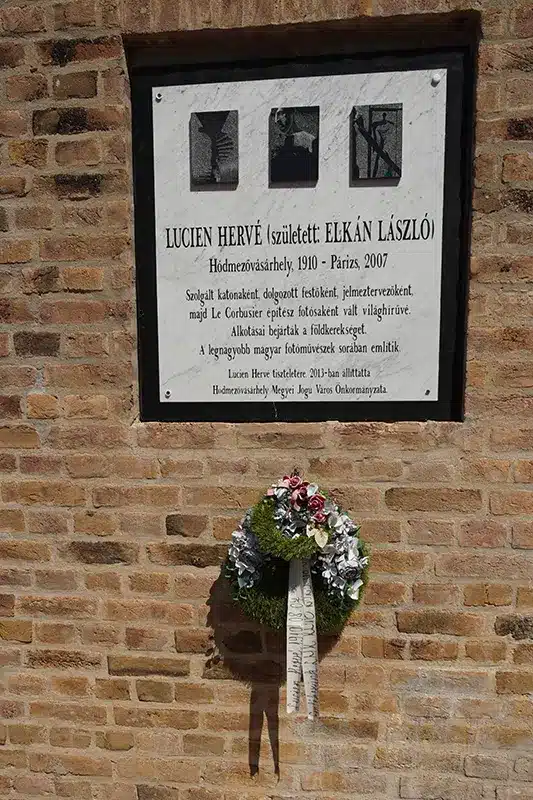 LUCIEN HERVÉ (született: ELKÁN LÁSZLÓ)
Hódmezővásárhely, 1910 - Párizs, 2007
Szolgált katonaként, dolgozott festőként, jelmeztervezőként,
majd Le Corbusier építész fotósaként vált világhírűvé.
Alkotásai bejárták a földkerekséget.
A legnagyobb magyar fotóművészek sorában említik.
Lucien Hervé tiszteletére 2013-ban állíttatta
Hódmezővásárhely Megyei Jogú Város Önkormányzata.